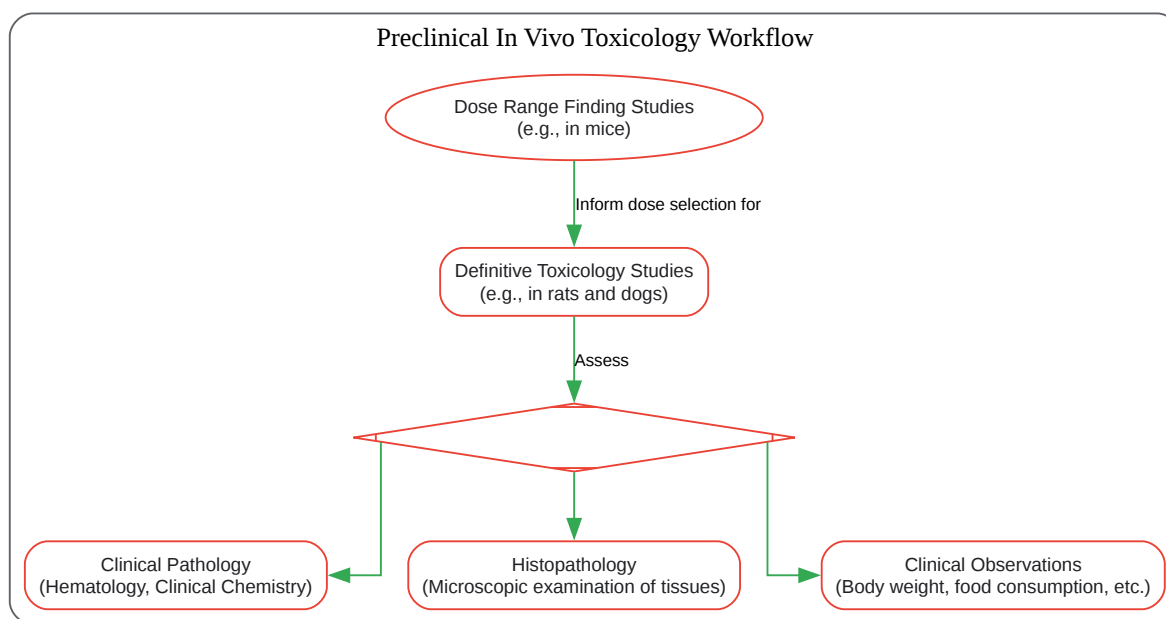 Preclinical In Vivo Toxicology Workflow
Dose Range Finding Studies
(e.g., in mice)
Inform dose selection for
Definitive Toxicology Studies
(e.g., in rats and dogs)
Assess
Clinical Pathology
(Hematology, Clinical Chemistry)
Histopathology
(Microscopic examination of tissues)
Clinical Observations
(Body weight, food consumption, etc.)